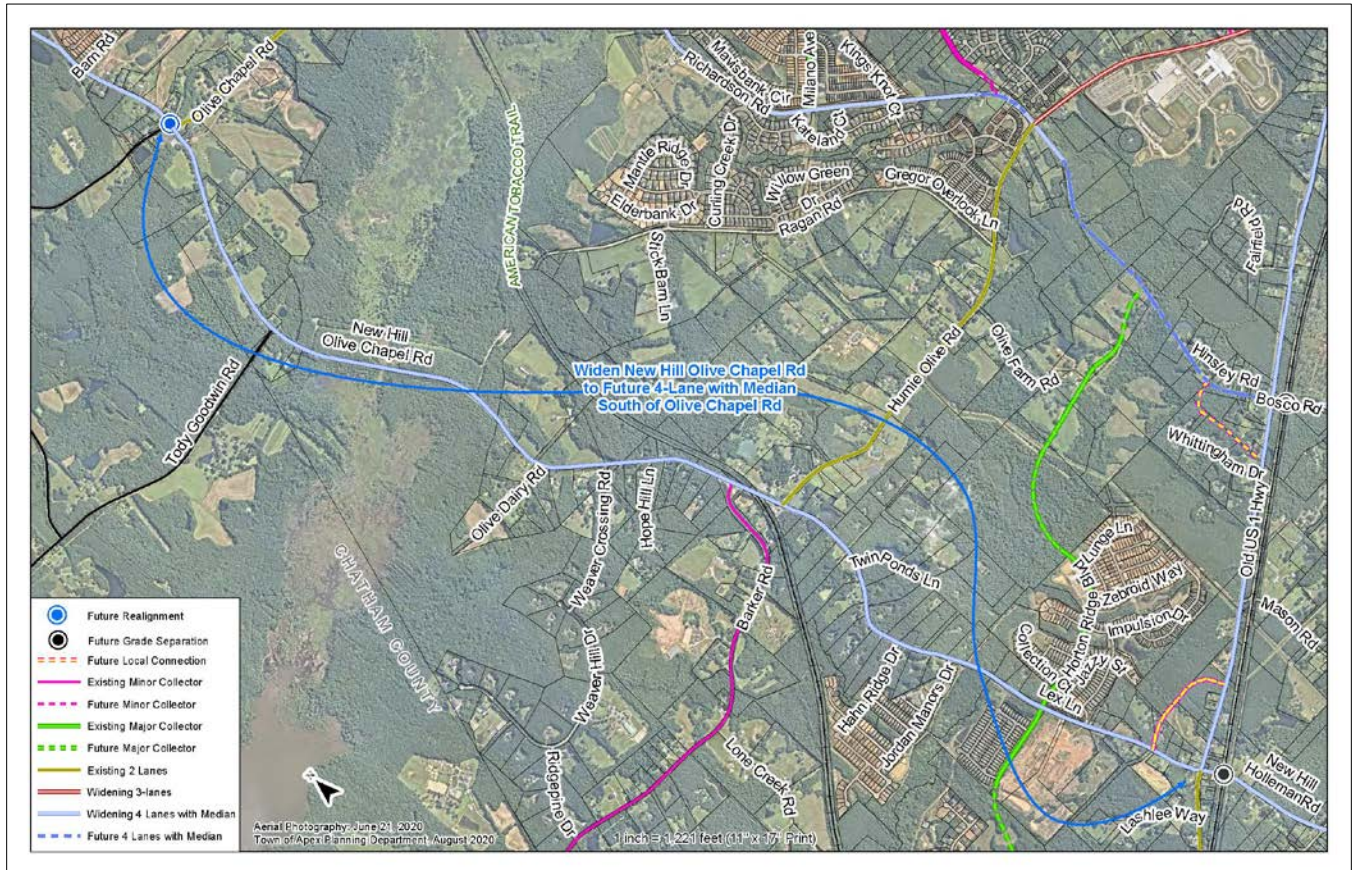 Barn Rd
Olive Chapel Rd
AMERICAN TOBACCO TRAIL
Mavisbank Cir
Richardson Rd
Milano Ave
Kings Knot Ct
Kareland Ct
Mantle Ridge Dr
Elderbank Dr
Curling Creek Dr
Willow Green
Dr
Ragan Rd
Gregor Overlook Ln
Stick Barn Ln
Fairfield Rd
New Hill
Olive Chapel Rd
Tody Goodwin Rd
Widen New Hill Olive Chapel Rd
to Future 4-Lane with Median
South of Olive Chapel Rd
Humie Olive Rd
Olive Farm Rd
Hinsley Rd
Bosco Rd
Whittingham Dr
Old US 1 Hwy
Olive Dairy Rd
Weaver Crossing Rd
Hope Hill Ln
Barker Rd
Twin Ponds Ln
Lunge Ln
Zebroid Way
Impulsion Dr
Horton Ridge Blvd
Collection Ct
Jazzy St
Lex Ln
Mason Rd
CHATHAM COUNTY
Weaver Hill Dr
Ridgepine Dr
Lone Creek Rd
Hahn Ridge Dr
Jordan Manors Dr
New Hill
Holleman Rd
Lashlee Way
Future Realignment
Future Grade Separation
Future Local Connection
Existing Minor Collector
Future Minor Collector
Existing Major Collector
Future Major Collector
Existing 2 Lanes
Widening 3-lanes
Widening 4 Lanes with Median
Future 4 Lanes with Median
Aerial Photography: June 21, 2020
Town of Apex Planning Department, August 2020
1 inch = 1,221 feet (11" x 17" Print)